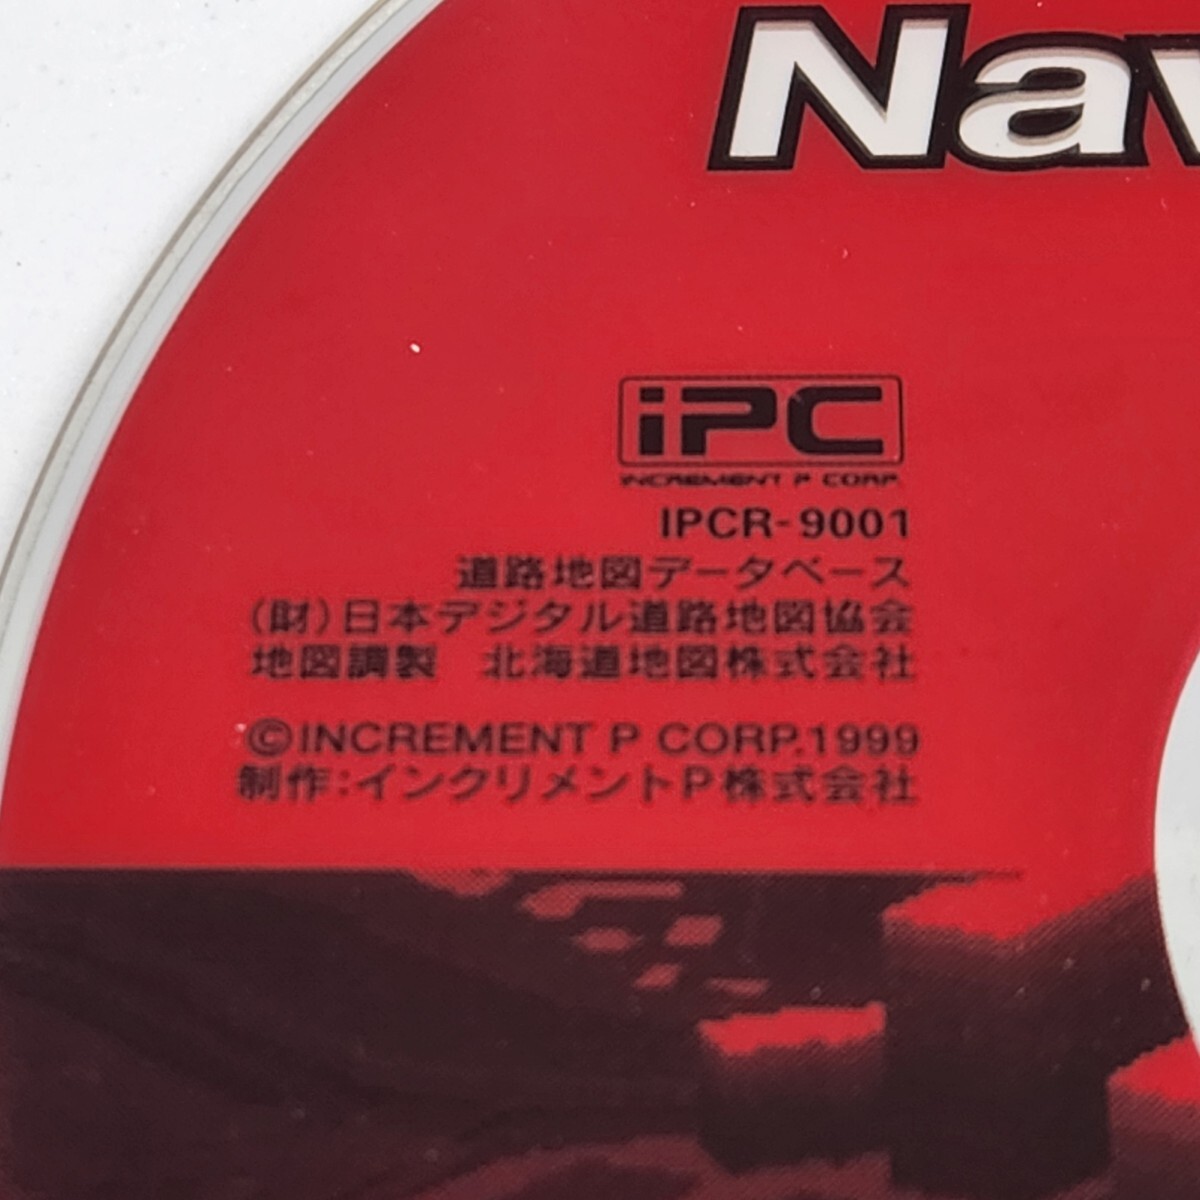 Nav
iPC
INCREMENT P CORP.
IPCR-9001
道路地図データベース
(財)日本デジタル道路地図協会
地図調製 北海道地図株式会社
©INCREMENT P CORP.1999
制作:インクリメントP株式会社